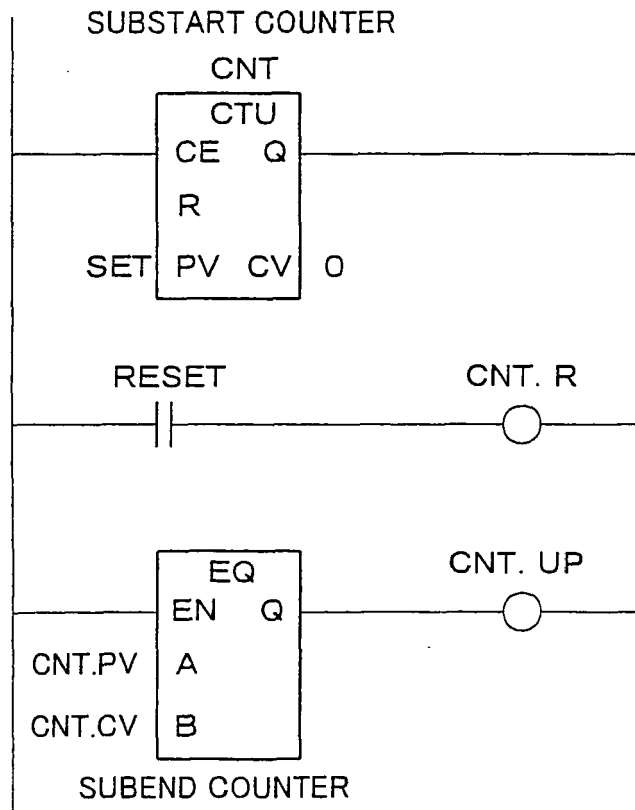 SUBSTART COUNTER
CNT
CTU
CE Q
R
SET PV CV 0
RESET CNT. R
EQ CNT. UP
EN Q
CNT.PV A
CNT.CV B
SUBEND COUNTER